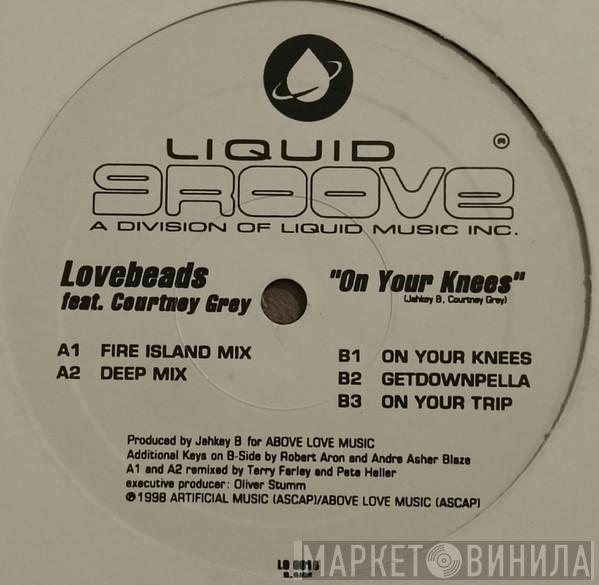 ®
LIQUID
GROOVE
A DIVISION OF LIQUID MUSIC INC.
Lovebeads
feat. Courtney Grey
"On Your Knees"
(Jahkey B, Courtney Grey)
A1 FIRE ISLAND MIX
A2 DEEP MIX
B1 ON YOUR KNEES
B2 GETDOWNPELLA
B3 ON YOUR TRIP
Produced by Jahkey B for ABOVE LOVE MUSIC
Additional Keys on B-Side by Robert Aron and Andre Asher Blaze
A1 and A2 remixed by Terry Farley and Pete Heller
executive producer: Oliver Stumm
℗1998 ARTIFICIAL MUSIC (ASCAP)/ABOVE LOVE MUSIC (ASCAP)
МАРКЕТ ВИНИЛА